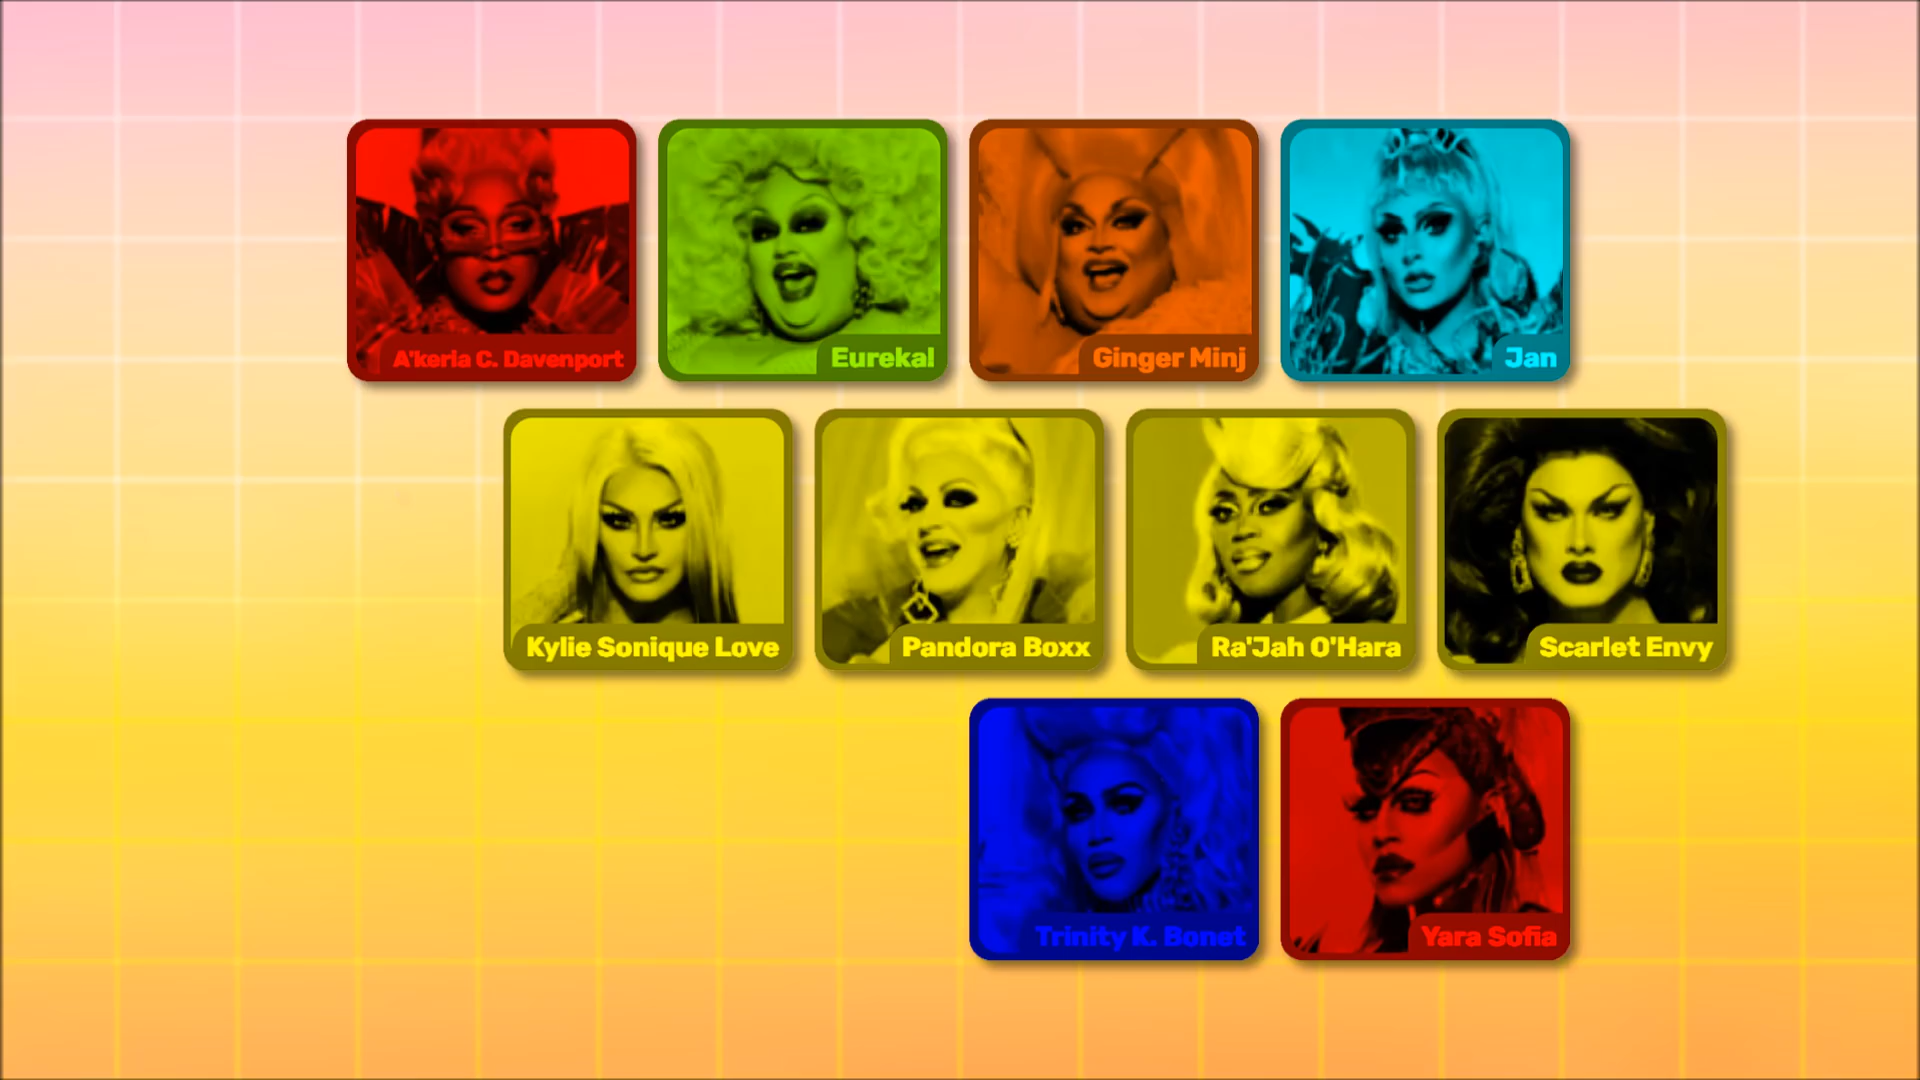 A'keria C. Davenport
Eureka!
Ginger Minj
Jan
Kylie Sonique Love
Pandora Boxx
Ra'Jah O'Hara
Scarlet Envy
Trinity K. Bonet
Yara Sofia